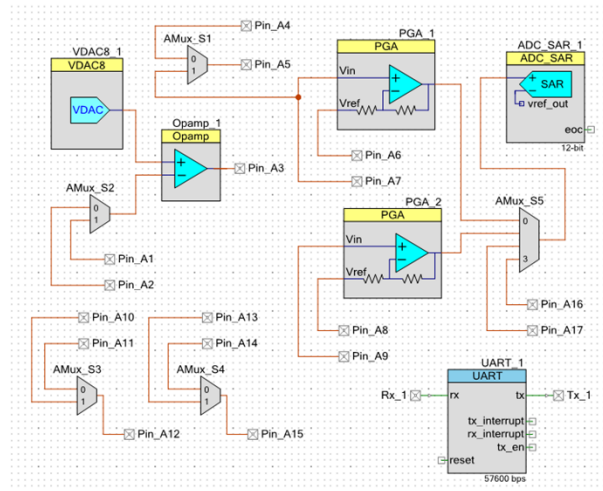 Pin_A4
AMux_S1
0
1
Pin_A5
VDAC8_1
VDAC8
VDAC
Opamp_1
Opamp
+
−
Pin_A3
AMux_S2
0
1
Pin_A1
Pin_A2
PGA_1
PGA
Vin
+
−
Vref
Pin_A6
Pin_A7
ADC_SAR_1
ADC_SAR
+
−
SAR
vref_out
eoc
12-bit
PGA_2
PGA
Vin
+
−
Vref
Pin_A8
Pin_A9
AMux_S5
0
3
Pin_A16
Pin_A17
Pin_A10
Pin_A11
AMux_S3
0
1
Pin_A12
Pin_A13
Pin_A14
AMux_S4
0
1
Pin_A15
UART_1
UART
Rx_1
rx
tx
Tx_1
tx_interrupt
rx_interrupt
tx_en
reset
57600 bps